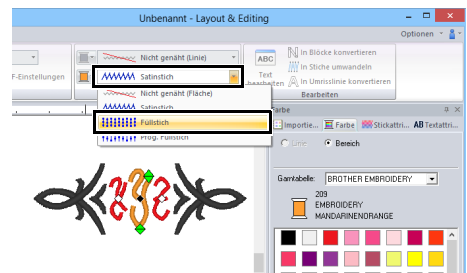 Unbenannt - Layout & Editing
Optionen
Nicht genäht (Linie)
ABC
In Blöcke konvertieren
F-Einstellungen
Satinstich
Text
bearbeiten
In Stiche umwandeln
In Umrisslinie konvertieren
Bearbeiten
Nicht genäht (Fläche)
Satinstich
Füllstich
Prog. Füllstich
Farbe
Importie...
Farbe
Stickattri...
AB Textattri...
Linie
Bereich
Garntabelle:
BROTHER EMBROIDERY
209
EMBROIDERY
MANDARINENORANGE